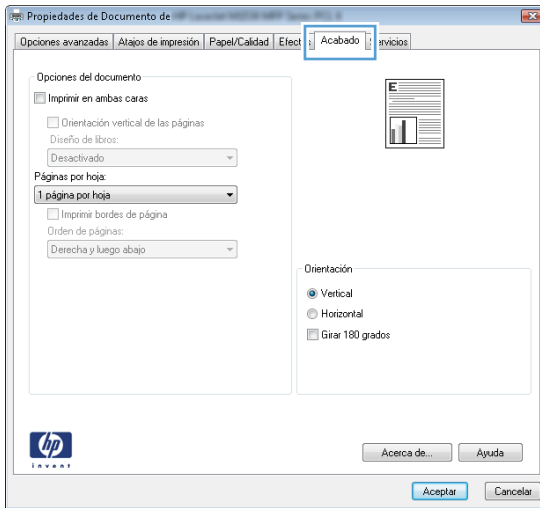 Propiedades de Documento de
Opciones avanzadas Atajos de impresión Papel/Calidad Acabado
Opciones del documento
Imprimir en ambas caras
Orientación vertical de las páginas
Diseño de libros:
Desactivado
Páginas por hoja:
1 página por hoja
Imprimir bordes de página
Orden de páginas:
Derecha y luego abajo
E
Orientación
Vertical
Horizontal
Girar 180 grados
hp
invent
Acerca de... Ayuda
Aceptar Cancelar